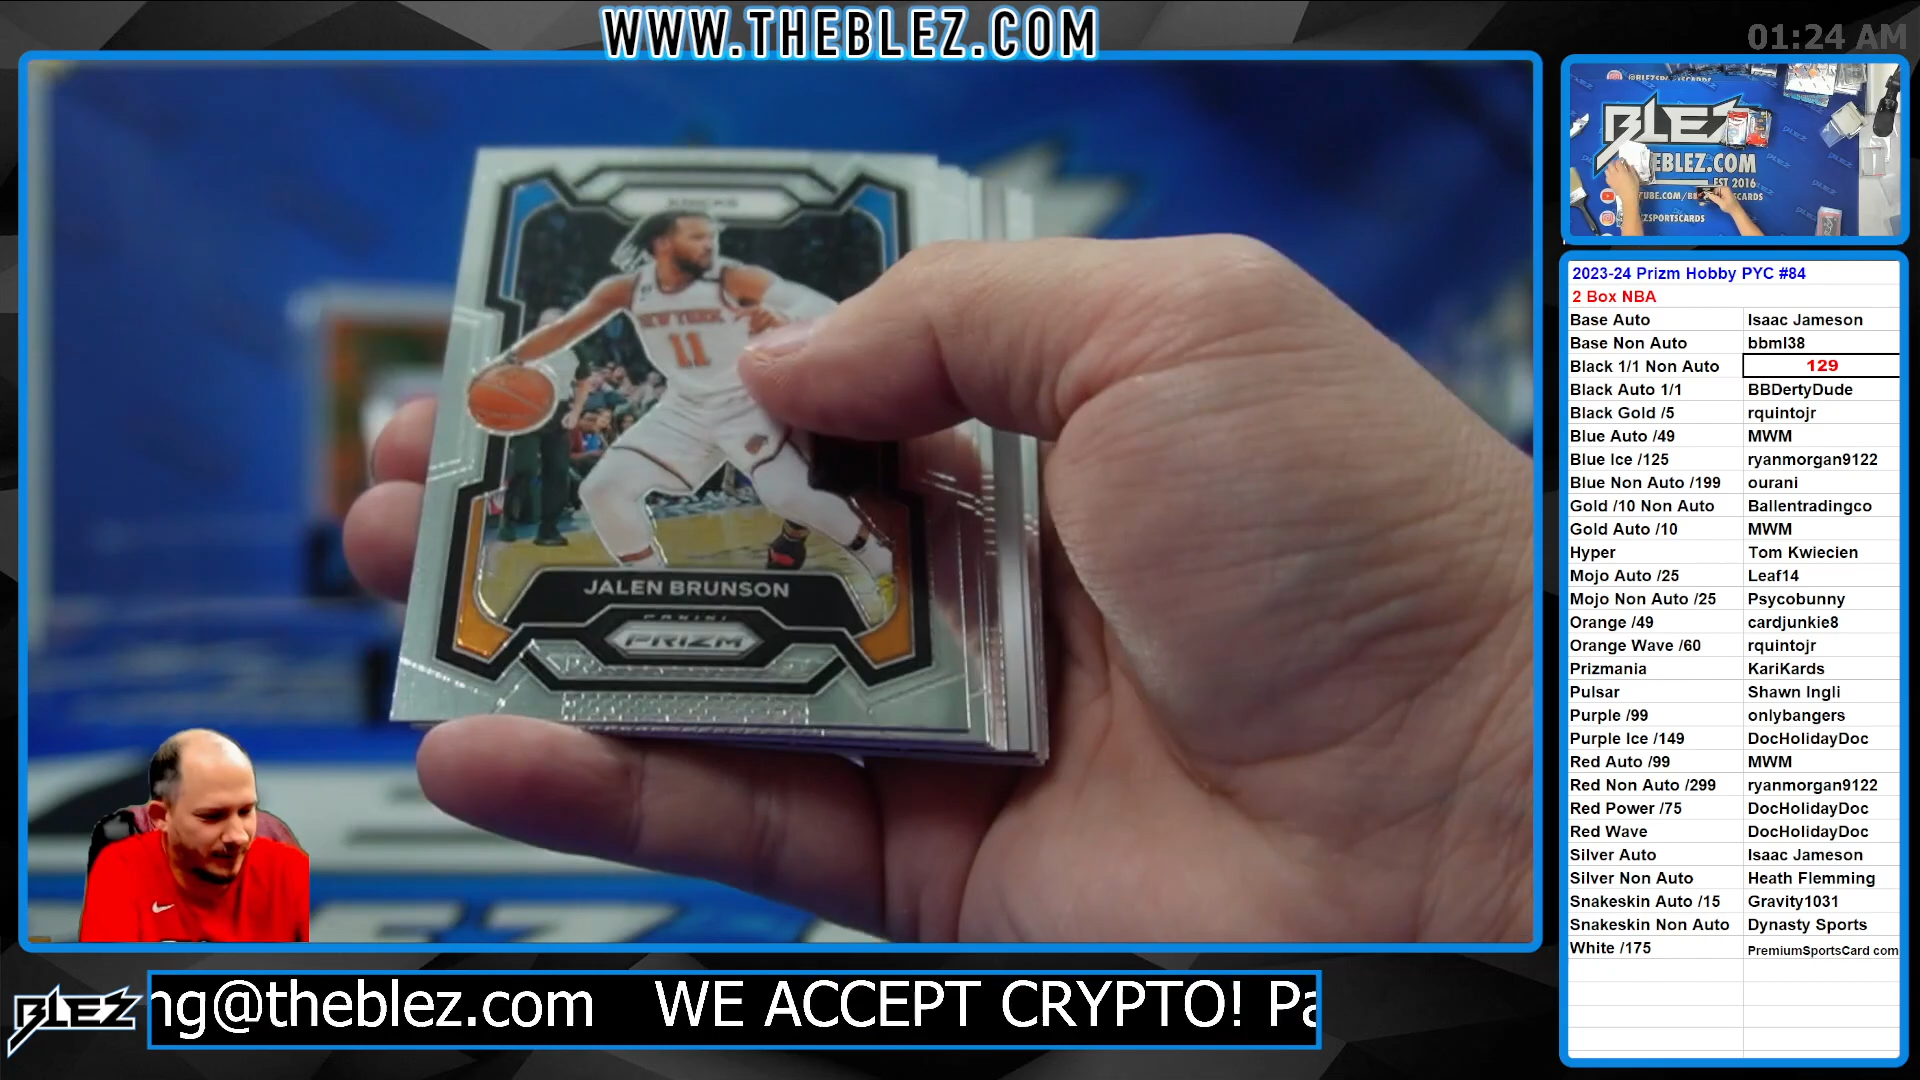 WWW.THEBLEZ.COM
01:24 AM
KNICKS
NEW YORK
11
JALEN BRUNSON
PANINI
PRIZM
BLEZ
THEBLEZ.COM
EST 2016
2023-24 Prizm Hobby PYC #84
2 Box NBA
Base Auto Isaac Jameson
Base Non Auto bbml38
Black 1/1 Non Auto 129
Black Auto 1/1 BBDertyDude
Black Gold /5 rquintojr
Blue Auto /49 MWM
Blue Ice /125 ryanmorgan9122
Blue Non Auto /199 ourani
Gold /10 Non Auto Ballentradingco
Gold Auto /10 MWM
Hyper Tom Kwiecien
Mojo Auto /25 Leaf14
Mojo Non Auto /25 Psycobunny
Orange /49 cardjunkie8
Orange Wave /60 rquintojr
Prizmania KariKards
Pulsar Shawn Ingli
Purple /99 onlybangers
Purple Ice /149 DocHolidayDoc
Red Auto /99 MWM
Red Non Auto /299 ryanmorgan9122
Red Power /75 DocHolidayDoc
Red Wave DocHolidayDoc
Silver Auto Isaac Jameson
Silver Non Auto Heath Flemming
Snakeskin Auto /15 Gravity1031
Snakeskin Non Auto Dynasty Sports
White /175 PremiumSportsCard com
BLEZ
ng@theblez.com WE ACCEPT CRYPTO! Pa